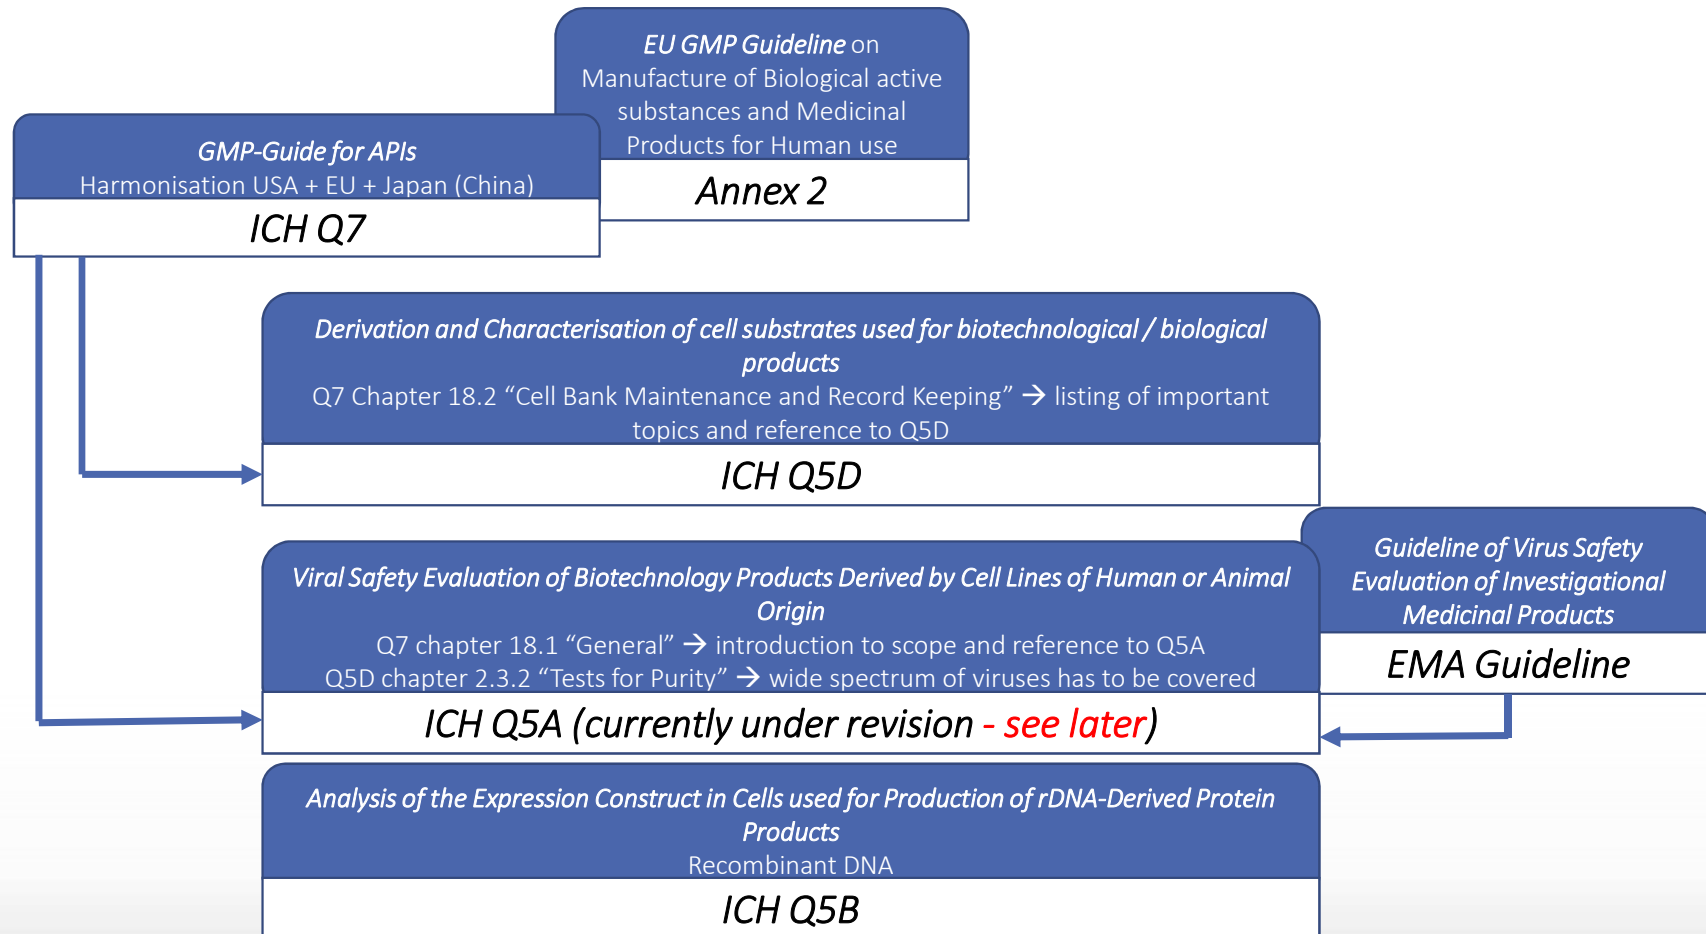 EU GMP Guideline on
Manufacture of Biological active
substances and Medicinal
Products for Human use
Annex 2
GMP-Guide for APIs
Harmonisation USA + EU + Japan (China)
ICH Q7
Derivation and Characterisation of cell substrates used for biotechnological / biological
products
Q7 Chapter 18.2 “Cell Bank Maintenance and Record Keeping” → listing of important
topics and reference to Q5D
ICH Q5D
Viral Safety Evaluation of Biotechnology Products Derived by Cell Lines of Human or Animal
Origin
Q7 chapter 18.1 “General” → introduction to scope and reference to Q5A
Q5D chapter 2.3.2 “Tests for Purity” → wide spectrum of viruses has to be covered
ICH Q5A (currently under revision - see later)
Guideline of Virus Safety
Evaluation of Investigational
Medicinal Products
EMA Guideline
Analysis of the Expression Construct in Cells used for Production of rDNA-Derived Protein
Products
Recombinant DNA
ICH Q5B